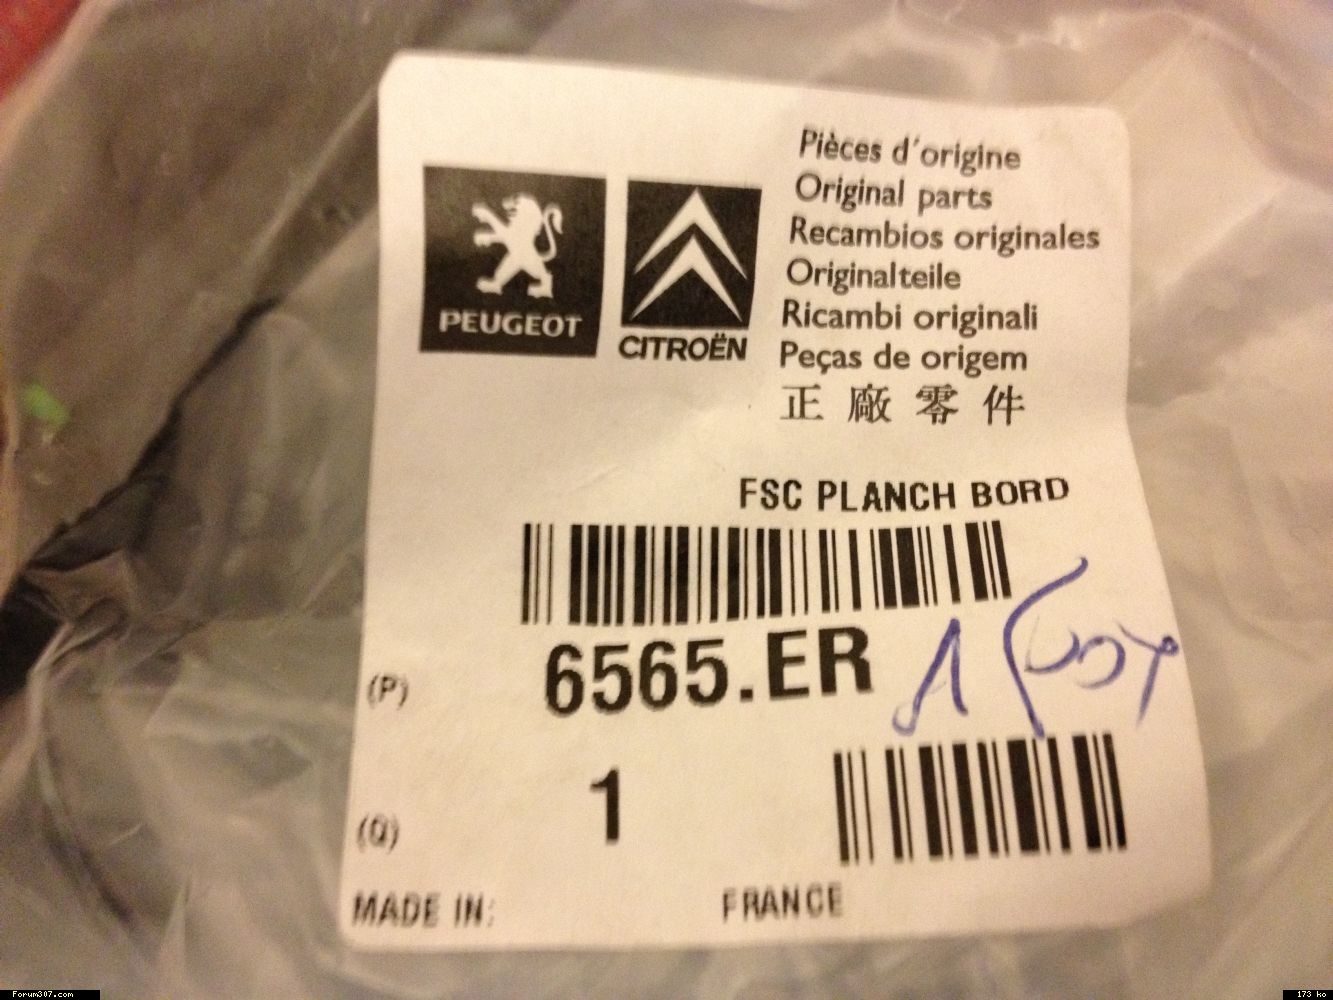 PEUGEOT
CITROËN
Pièces d'origine
Original parts
Recambios originales
Originalteile
Ricambi originali
Peças de origem
正廠零件
FSC PLANCH BORD
6565.ER
(P)
1
(Q)
MADE IN: FRANCE
Forum307.com
173 ko